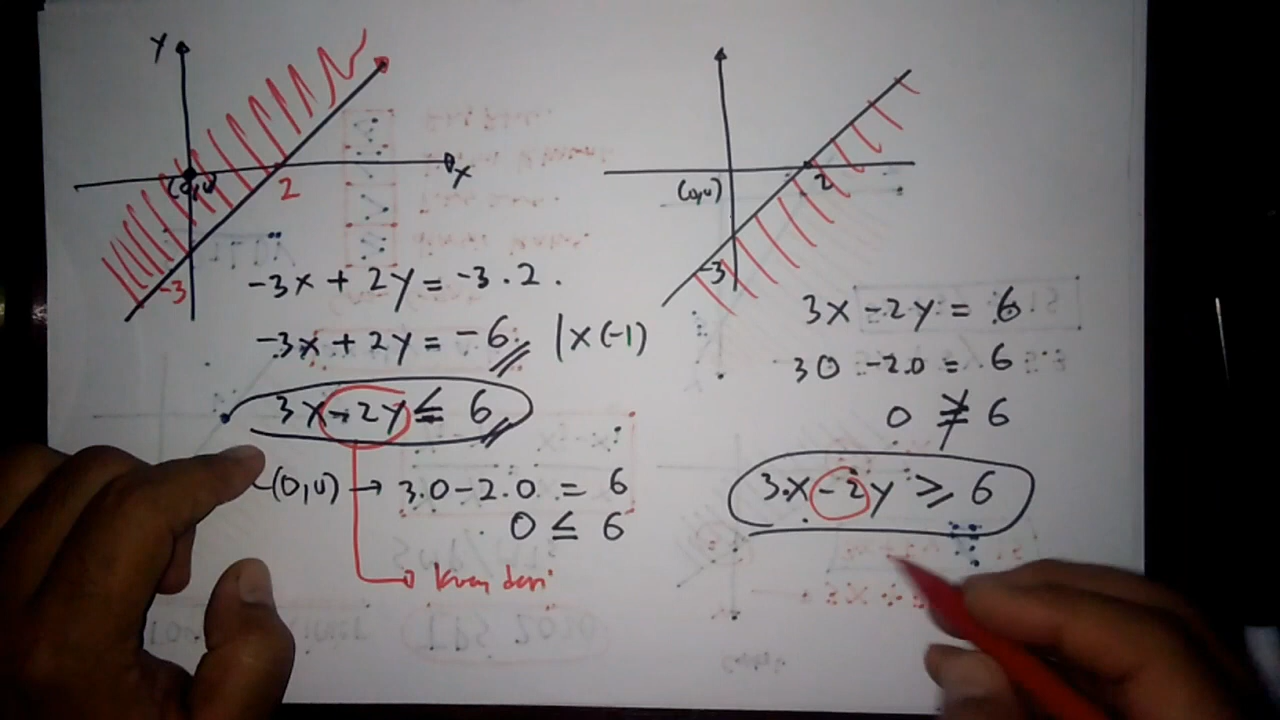 Y
(0,0)
2
x
-3
-3x + 2y = -3 . 2 .
-3x + 2y = -6 | x (-1)
3x - 2y ≤ 6
(0,0) → 3.0 - 2.0 = 6
0 ≤ 6
(0,0)
2
-3
3x - 2y = 6
30 - 2.0 = 6
0 ≠ 6
3.x - 2y ≥ 6